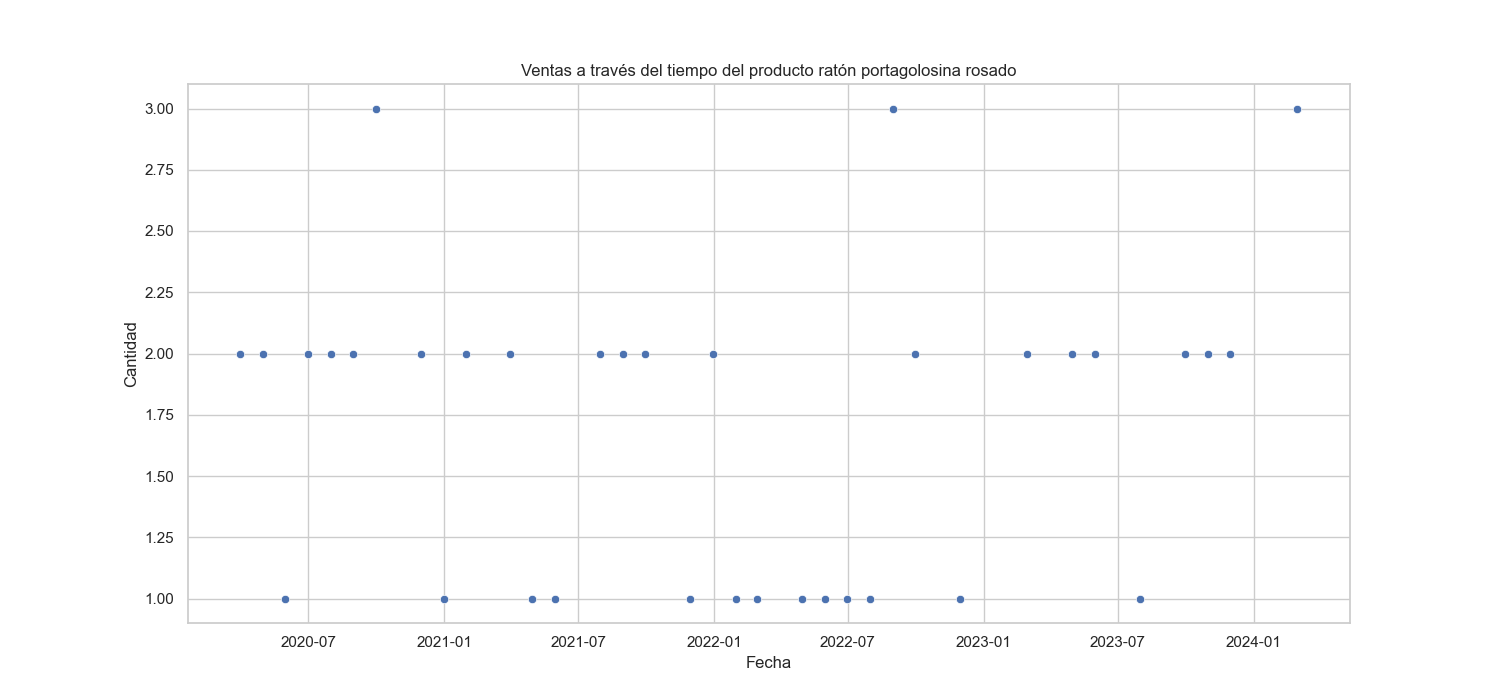 Ventas a través del tiempo del producto ratón portagolosina rosado
3.00
2.75
2.50
2.25
2.00
1.75
1.50
1.25
1.00
Cantidad
2020-07 2021-01 2021-07 2022-01 2022-07 2023-01 2023-07 2024-01
Fecha